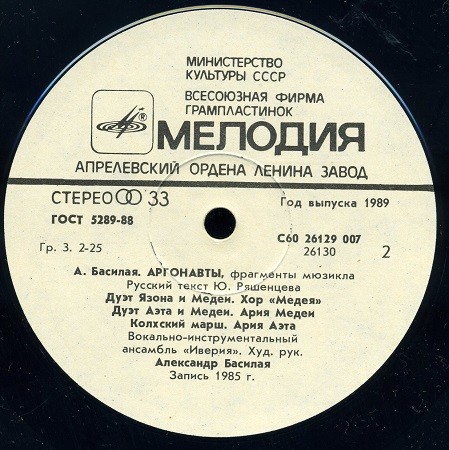 МИНИСТЕРСТВО
КУЛЬТУРЫ СССР
ВСЕСОЮЗНАЯ ФИРМА
ГРАМПЛАСТИНОК
®
МЕЛОДИЯ
АПРЕЛЕВСКИЙ ОРДЕНА ЛЕНИНА ЗАВОД
СТЕРЕО 33
Год выпуска 1989
ГОСТ 5289-88
Гр. 3. 2-25
С60 26129 007
26130
2
А. Басилая. АРГОНАВТЫ, фрагменты мюзикла
Русский текст Ю. Ряшенцева
Дуэт Язона и Медеи. Хор «Медея»
Дуэт Аэта и Медеи. Ария Медеи
Колхский марш. Ария Аэта
Вокально-инструментальный
ансамбль «Иверия». Худ. рук.
Александр Басилая
Запись 1985 г.